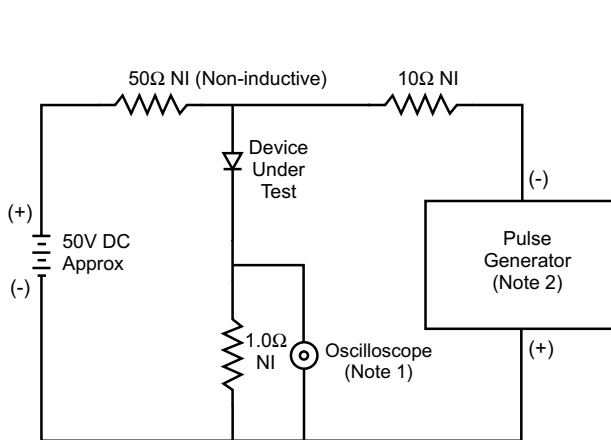 50Ω NI (Non-inductive)
10Ω NI
Device
Under
Test
(-)
(+)
50V DC
Approx
(-)
Pulse
Generator
(Note 2)
1.0Ω
NI
Oscilloscope
(Note 1)
(+)